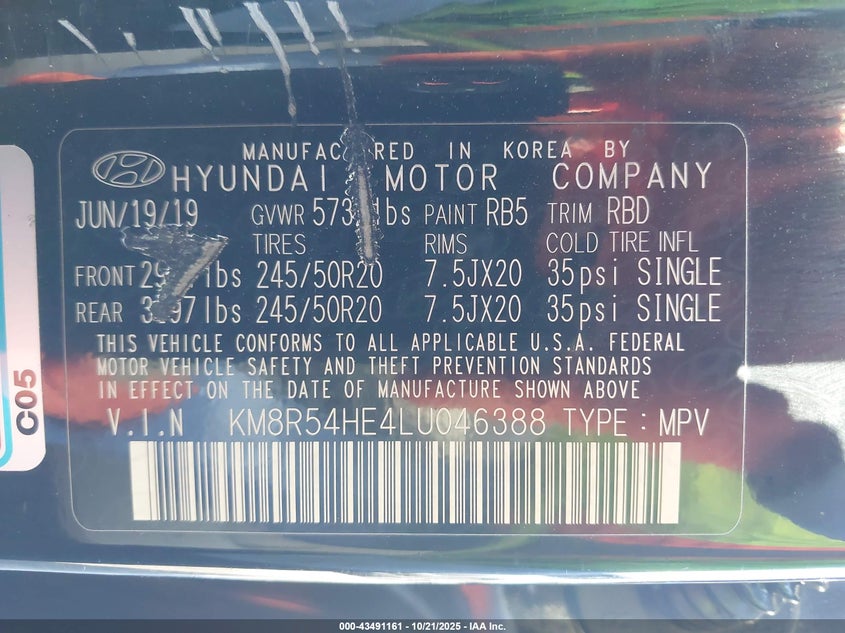 MANUFAC RED IN KOREA BY
HYUNDAI MOTOR COMPANY
JUN/19/19 GVWR lbs PAINT RB5 TRIM RBD
TIRES RIMS COLD TIRE INFL
FRONT lbs 245/50R20 7.5JX20 35psi SINGLE
REAR lbs 245/50R20 7.5JX20 35psi SINGLE
THIS VEHICLE CONFORMS TO ALL APPLICABLE U.S.A. FEDERAL
MOTOR VEHICLE SAFETY AND THEFT PREVENTION STANDARDS
IN EFFECT ON THE DATE OF MANUFACTURE SHOWN ABOVE
V.I.N KM8R54HE4LU046388 TYPE : MPV
C05
000-43491161 - 10/21/2025 - IAA Inc.